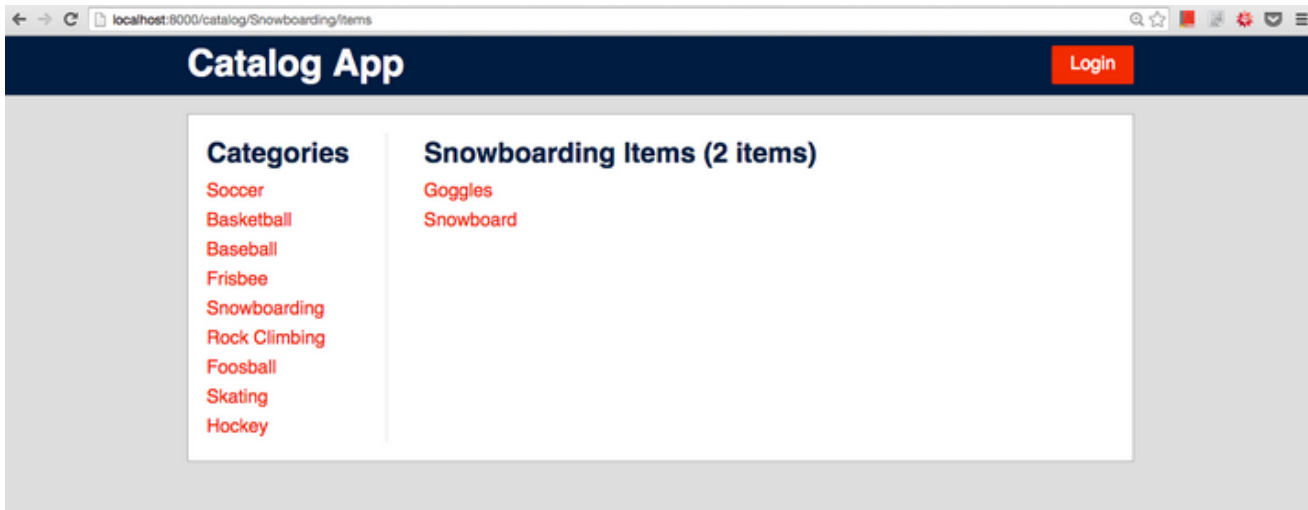 localhost:8000/catalog/Snowboarding/items
Catalog App
Login
Categories
Soccer
Basketball
Baseball
Frisbee
Snowboarding
Rock Climbing
Foosball
Skating
Hockey
Snowboarding Items (2 items)
Goggles
Snowboard